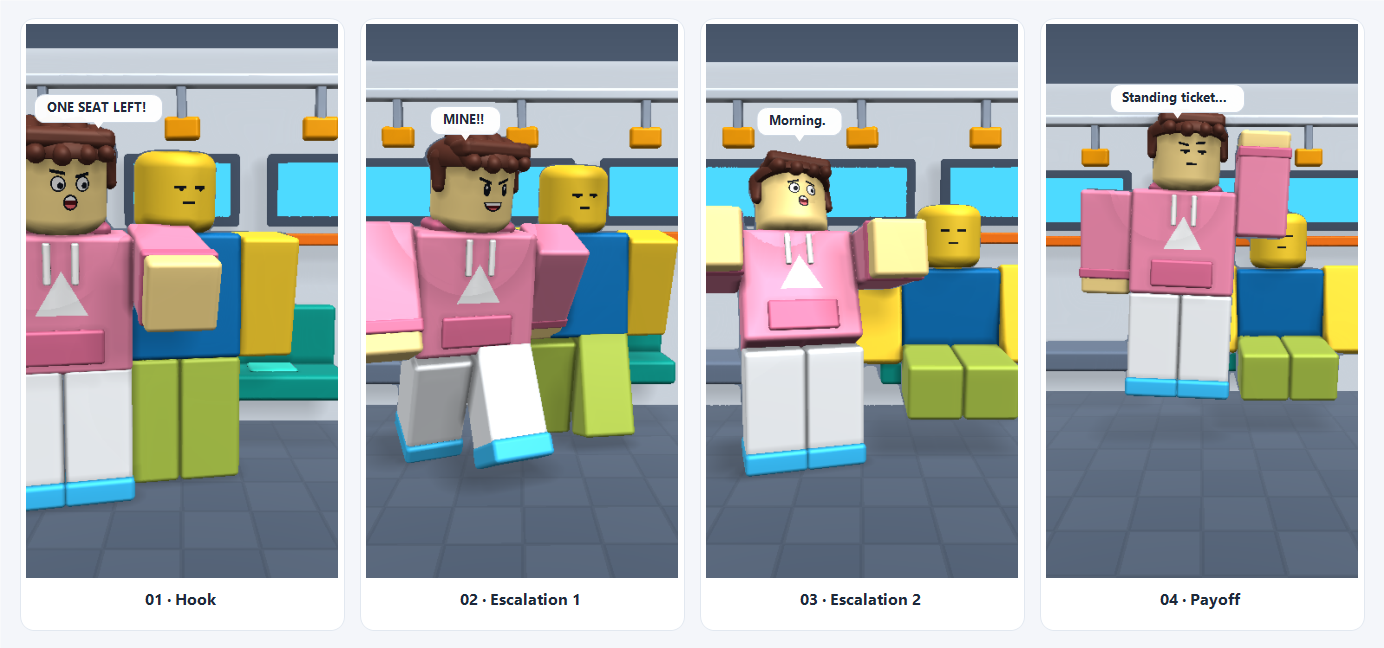 ONE SEAT LEFT!
01 · Hook
MINE!!
02 · Escalation 1
Morning.
03 · Escalation 2
Standing ticket...
04 · Payoff